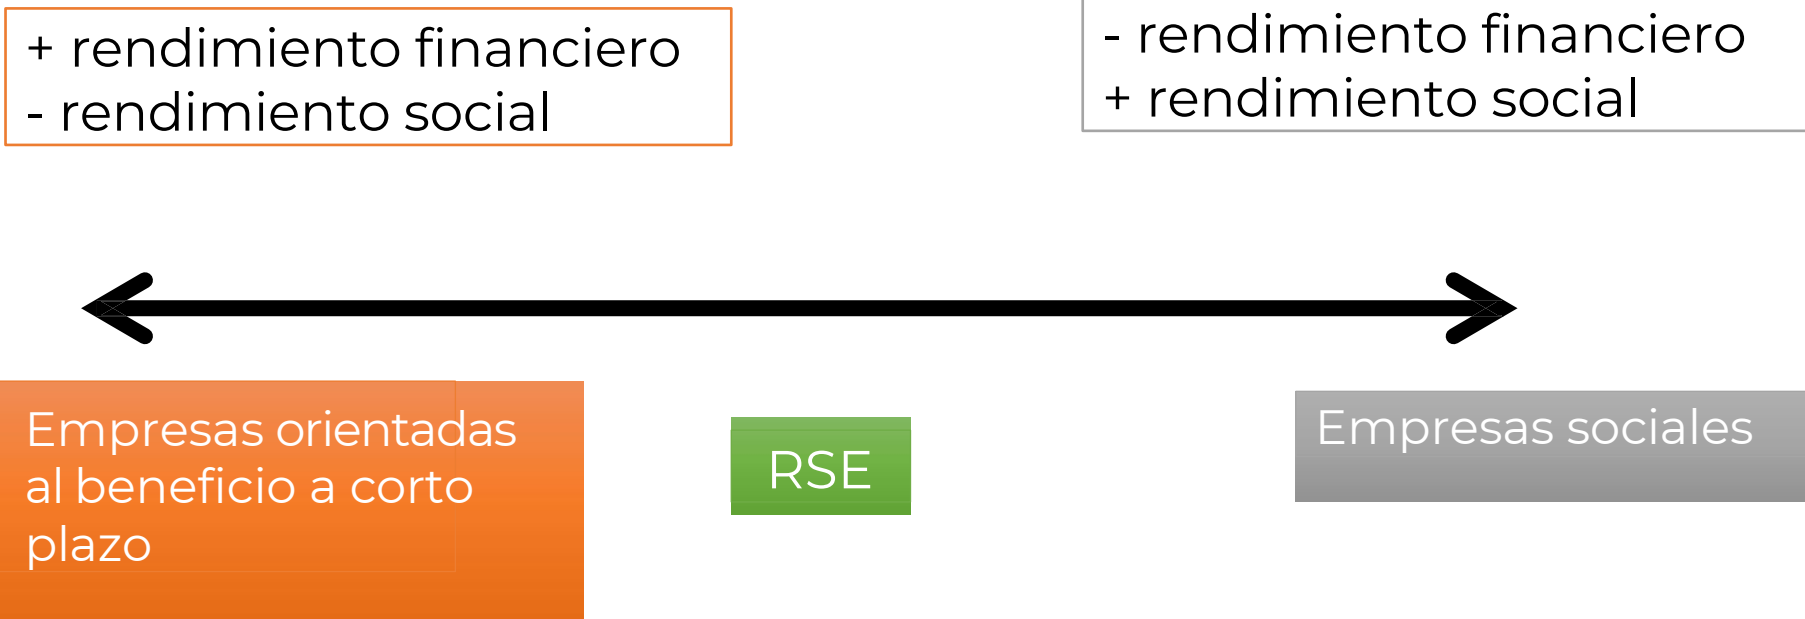 + rendimiento financiero
- rendimiento social
- rendimiento financiero
+ rendimiento social
Empresas orientadas
al beneficio a corto
plazo
RSE
Empresas sociales